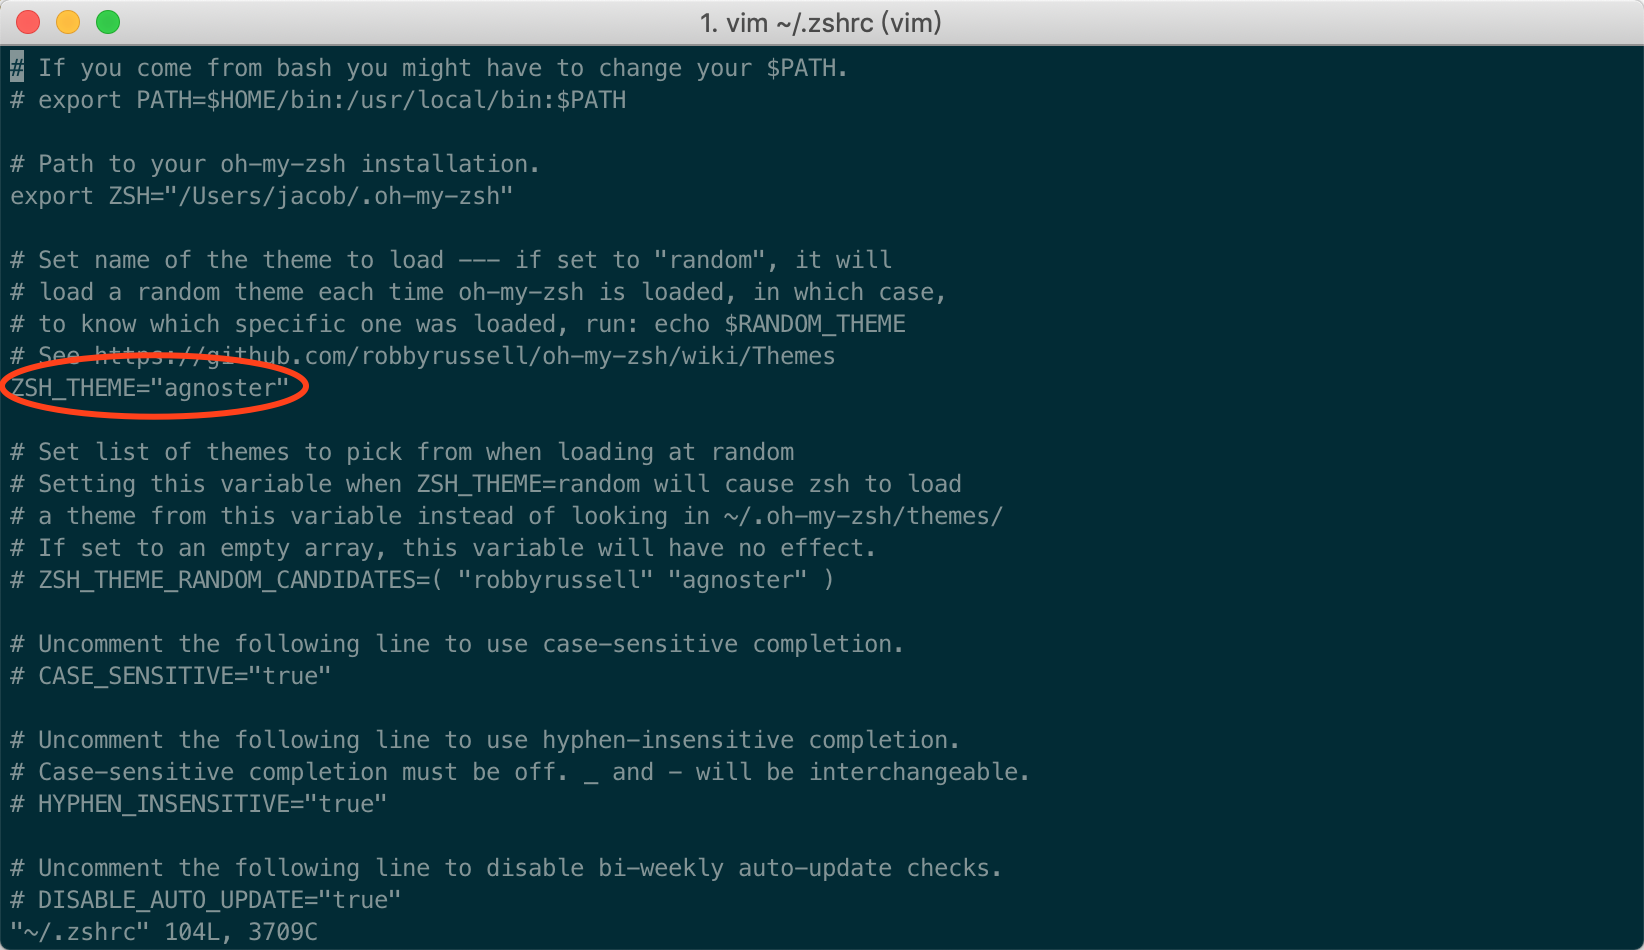 1. vim ~/.zshrc (vim)
# If you come from bash you might have to change your $PATH.
# export PATH=$HOME/bin:/usr/local/bin:$PATH
# Path to your oh-my-zsh installation.
export ZSH="/Users/jacob/.oh-my-zsh"
# Set name of the theme to load --- if set to "random", it will
# load a random theme each time oh-my-zsh is loaded, in which case,
# to know which specific one was loaded, run: echo $RANDOM_THEME
# See https://github.com/robbyrussell/oh-my-zsh/wiki/Themes
ZSH_THEME="agnoster"
# Set list of themes to pick from when loading at random
# Setting this variable when ZSH_THEME=random will cause zsh to load
# a theme from this variable instead of looking in ~/.oh-my-zsh/themes/
# If set to an empty array, this variable will have no effect.
# ZSH_THEME_RANDOM_CANDIDATES=( "robbyrussell" "agnoster" )
# Uncomment the following line to use case-sensitive completion.
# CASE_SENSITIVE="true"
# Uncomment the following line to use hyphen-insensitive completion.
# Case-sensitive completion must be off. _ and - will be interchangeable.
# HYPHEN_INSENSITIVE="true"
# Uncomment the following line to disable bi-weekly auto-update checks.
# DISABLE_AUTO_UPDATE="true"
"~/.zshrc" 104L, 3709C